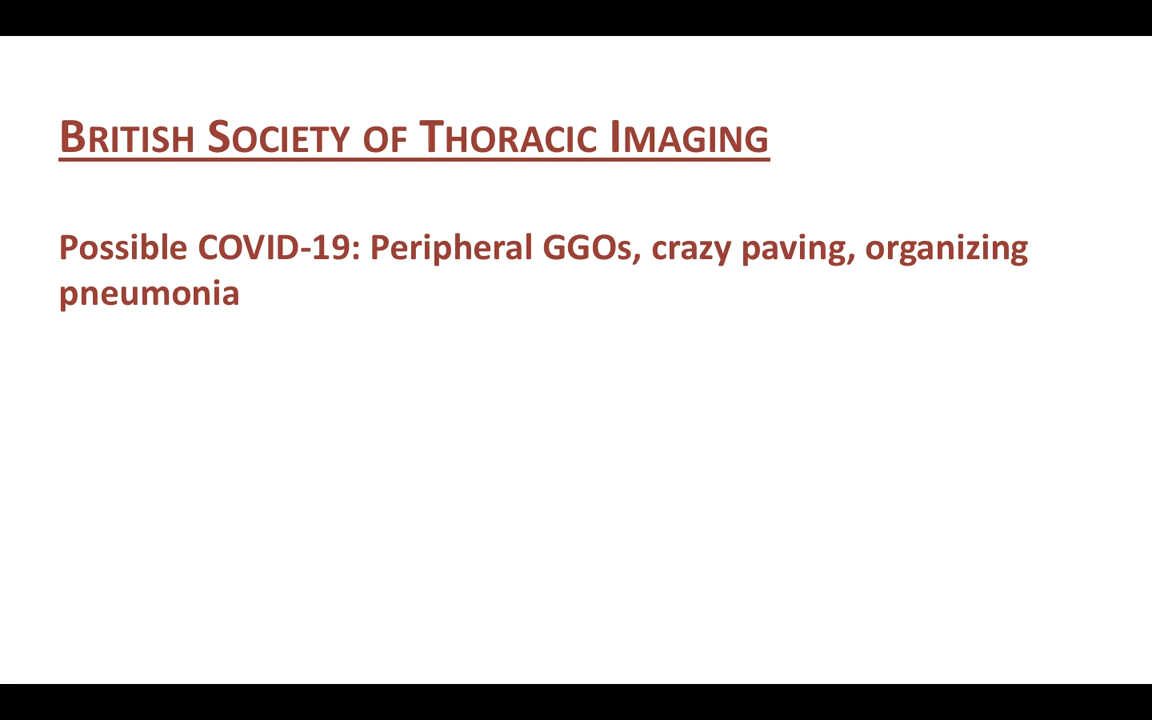 British Society of Thoracic Imaging
Possible COVID-19: Peripheral GGOs, crazy paving, organizing
pneumonia